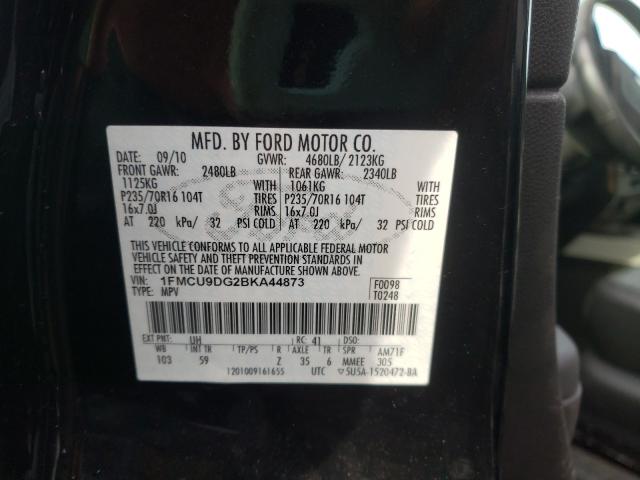 MFD. BY FORD MOTOR CO.
DATE: 09/10 GVWR: 4680LB/ 2123KG
FRONT GAWR: 2480LB REAR GAWR: 2340LB
1125KG WITH 1061KG WITH
P235/70R16 104T TIRES P235/70R16 104T TIRES
16x7.0J RIMS 16x7.0J RIMS
AT 220 kPa/ 32 PSI COLD AT 220 kPa/ 32 PSI COLD
THIS VEHICLE CONFORMS TO ALL APPLICABLE FEDERAL MOTOR
VEHICLE SAFETY AND BUMPER STANDARDS AND THEFT PREVENTION STANDARDS IN
EFFECT ON THE DATE OF MANUFACTURE SHOWN ABOVE.
VIN: 1FMCU9DG2BKA44873 F0098
TYPE: MPV T0248
UH RC: 41
WB INT TR TP/PS R AXLE TR SPR AM71F
103 59 Z 35 6 MMEE 305
1201009161655 UTC 5U5A-1520472-BA